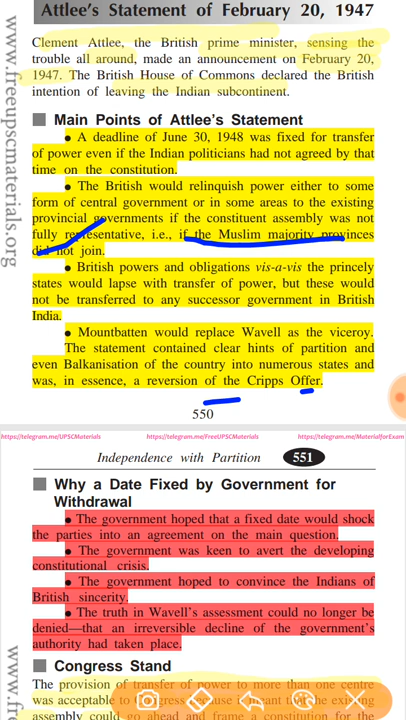 Attlee's Statement of February 20, 1947
Clement Attlee, the British prime minister, sensing the
trouble all around, made an announcement on February 20,
1947. The British House of Commons declared the British
intention of leaving the Indian subcontinent.
Main Points of Attlee's Statement
● A deadline of June 30, 1948 was fixed for transfer
of power even if the Indian politicians had not agreed by that
time on the constitution.
● The British would relinquish power either to some
form of central government or in some areas to the existing
provincial governments if the constituent assembly was not
fully representative, i.e., if the Muslim majority provinces
did not join.
● British powers and obligations vis-a-vis the princely
states would lapse with transfer of power, but these would
not be transferred to any successor government in British
India.
● Mountbatten would replace Wavell as the viceroy.
The statement contained clear hints of partition and
even Balkanisation of the country into numerous states and
was, in essence, a reversion of the Cripps Offer.
550
www.freeupscmaterials.org
https://telegram.me/UPSCMaterials https://telegram.me/FreeUPSCMaterials https://telegram.me/MaterialforExam
Independence with Partition 551
Why a Date Fixed by Government for
Withdrawal
● The government hoped that a fixed date would shock
the parties into an agreement on the main question.
● The government was keen to avert the developing
constitutional crisis.
● The government hoped to convince the Indians of
British sincerity.
● The truth in Wavell's assessment could no longer be
denied—that an irreversible decline of the government's
authority had taken place.
Congress Stand
The provision of transfer of power to more than one centre
was acceptable to Congress because it meant that the existing
assembly could go ahead and frame a constitution for the
www.f